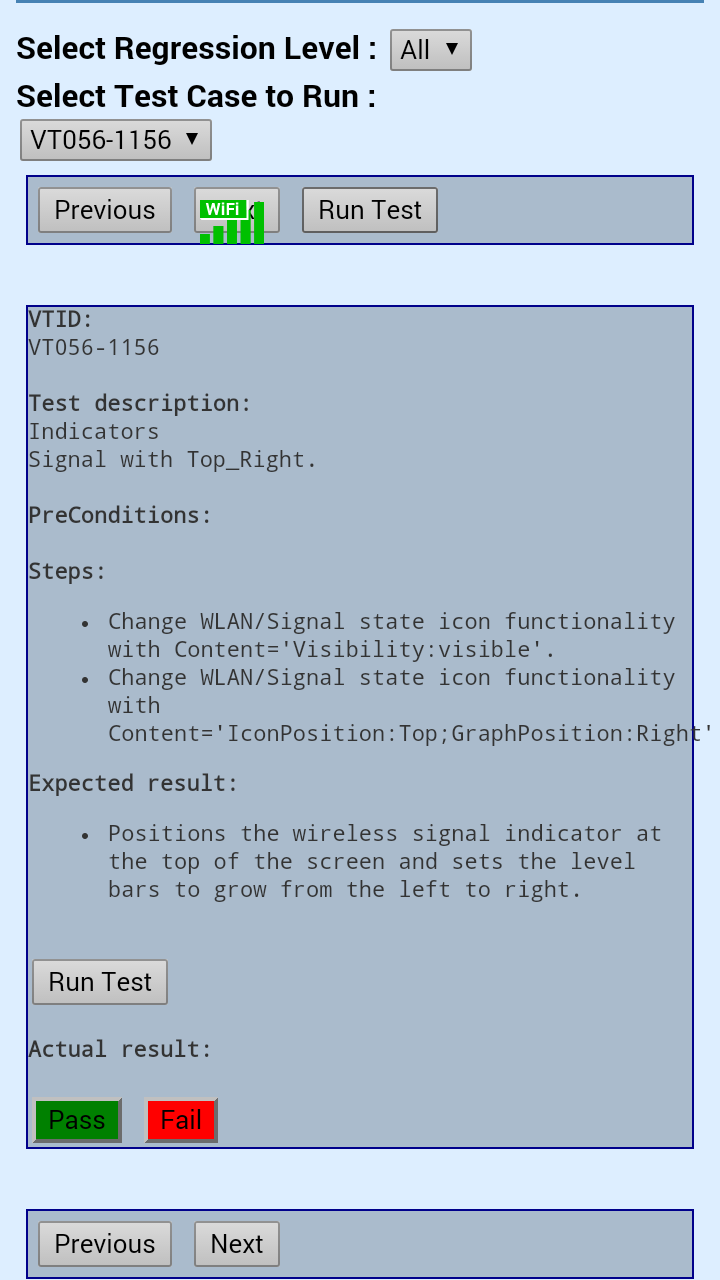 Select Regression Level : All ▼
Select Test Case to Run :
VT056-1156 ▼
Previous WiFi Run Test
VTID:
VT056-1156
Test description:
Indicators
Signal with Top_Right.
PreConditions:
Steps:
• Change WLAN/Signal state icon functionality
with Content='Visibility:visible'.
• Change WLAN/Signal state icon functionality
with
Content='IconPosition:Top;GraphPosition:Right'
Expected result:
• Positions the wireless signal indicator at
the top of the screen and sets the level
bars to grow from the left to right.
Run Test
Actual result:
Pass Fail
Previous Next